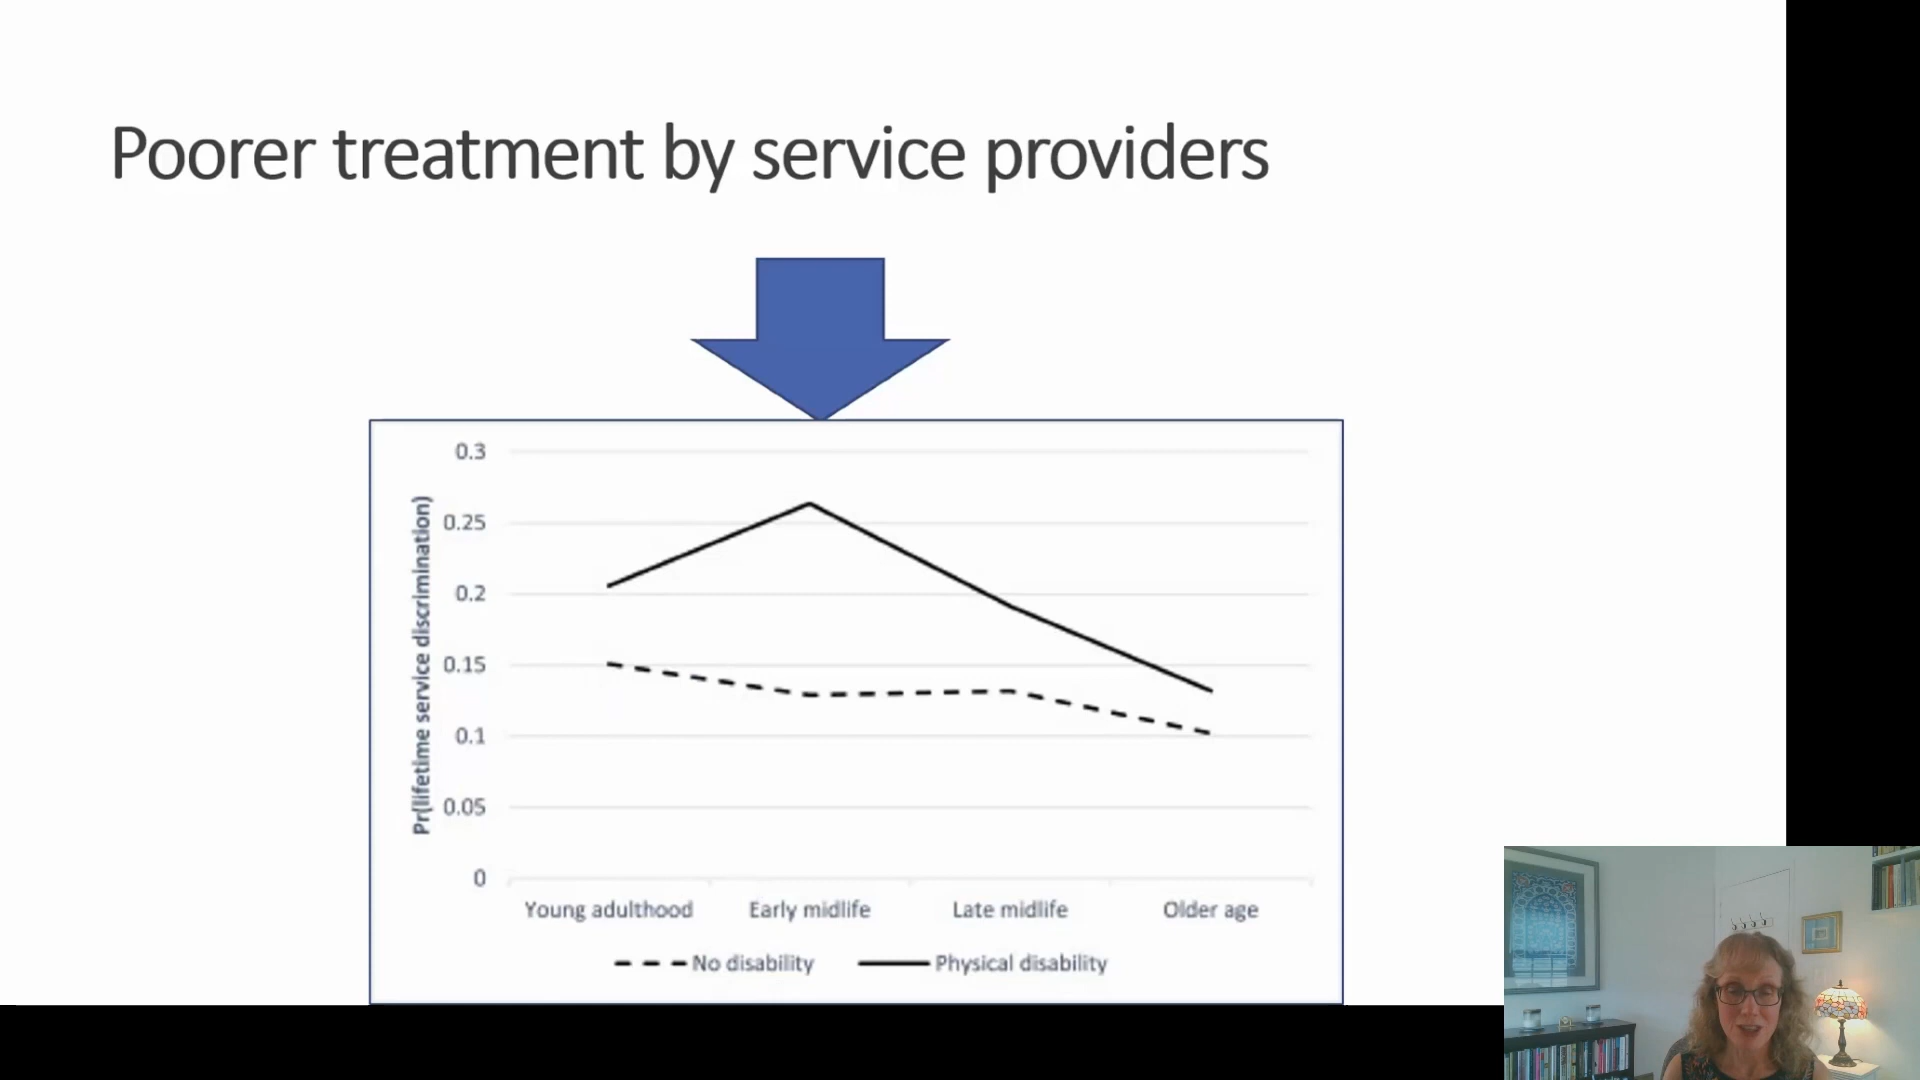 Poorer treatment by service providers
Pr(lifetime service discrimination)
0.3
0.25
0.2
0.15
0.1
0.05
0
Young adulthood Early midlife Late midlife Older age
No disability Physical disability